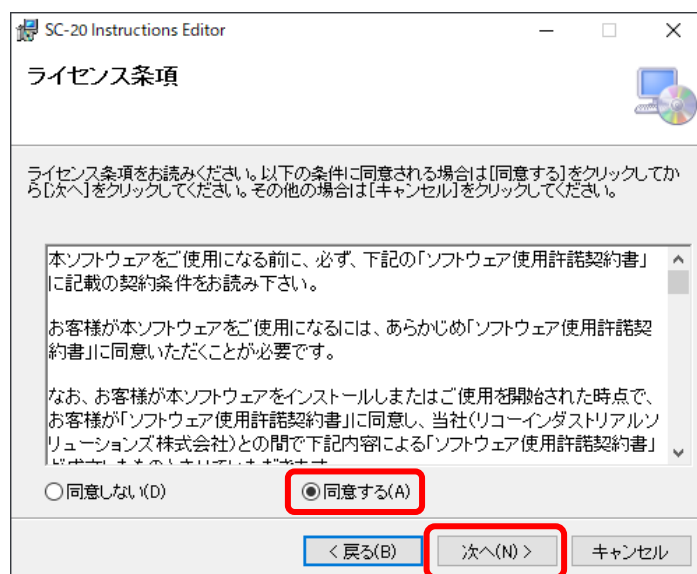 SC-20 Instructions Editor
ライセンス条項
ライセンス条項をお読みください。以下の条件に同意される場合は[同意する]をクリックしてか
ら[次へ]をクリックしてください。その他の場合は[キャンセル]をクリックしてください。
本ソフトウェアをご使用になる前に、必ず、下記の「ソフトウェア使用許諾契約書」
に記載の契約条件をお読み下さい。
お客様が本ソフトウェアをご使用になるには、あらかじめ「ソフトウェア使用許諾契
約書」に同意いただくことが必要です。
なお、お客様が本ソフトウェアをインストールしまたはご使用を開始された時点で、
お客様が「ソフトウェア使用許諾契約書」に同意し、当社(リコーインダストリアルソ
リューションズ株式会社)との間で下記内容による「ソフトウェア使用許諾契約書」
同意しない(D)
同意する(A)
< 戻る(B)
次へ(N) >
キャンセル